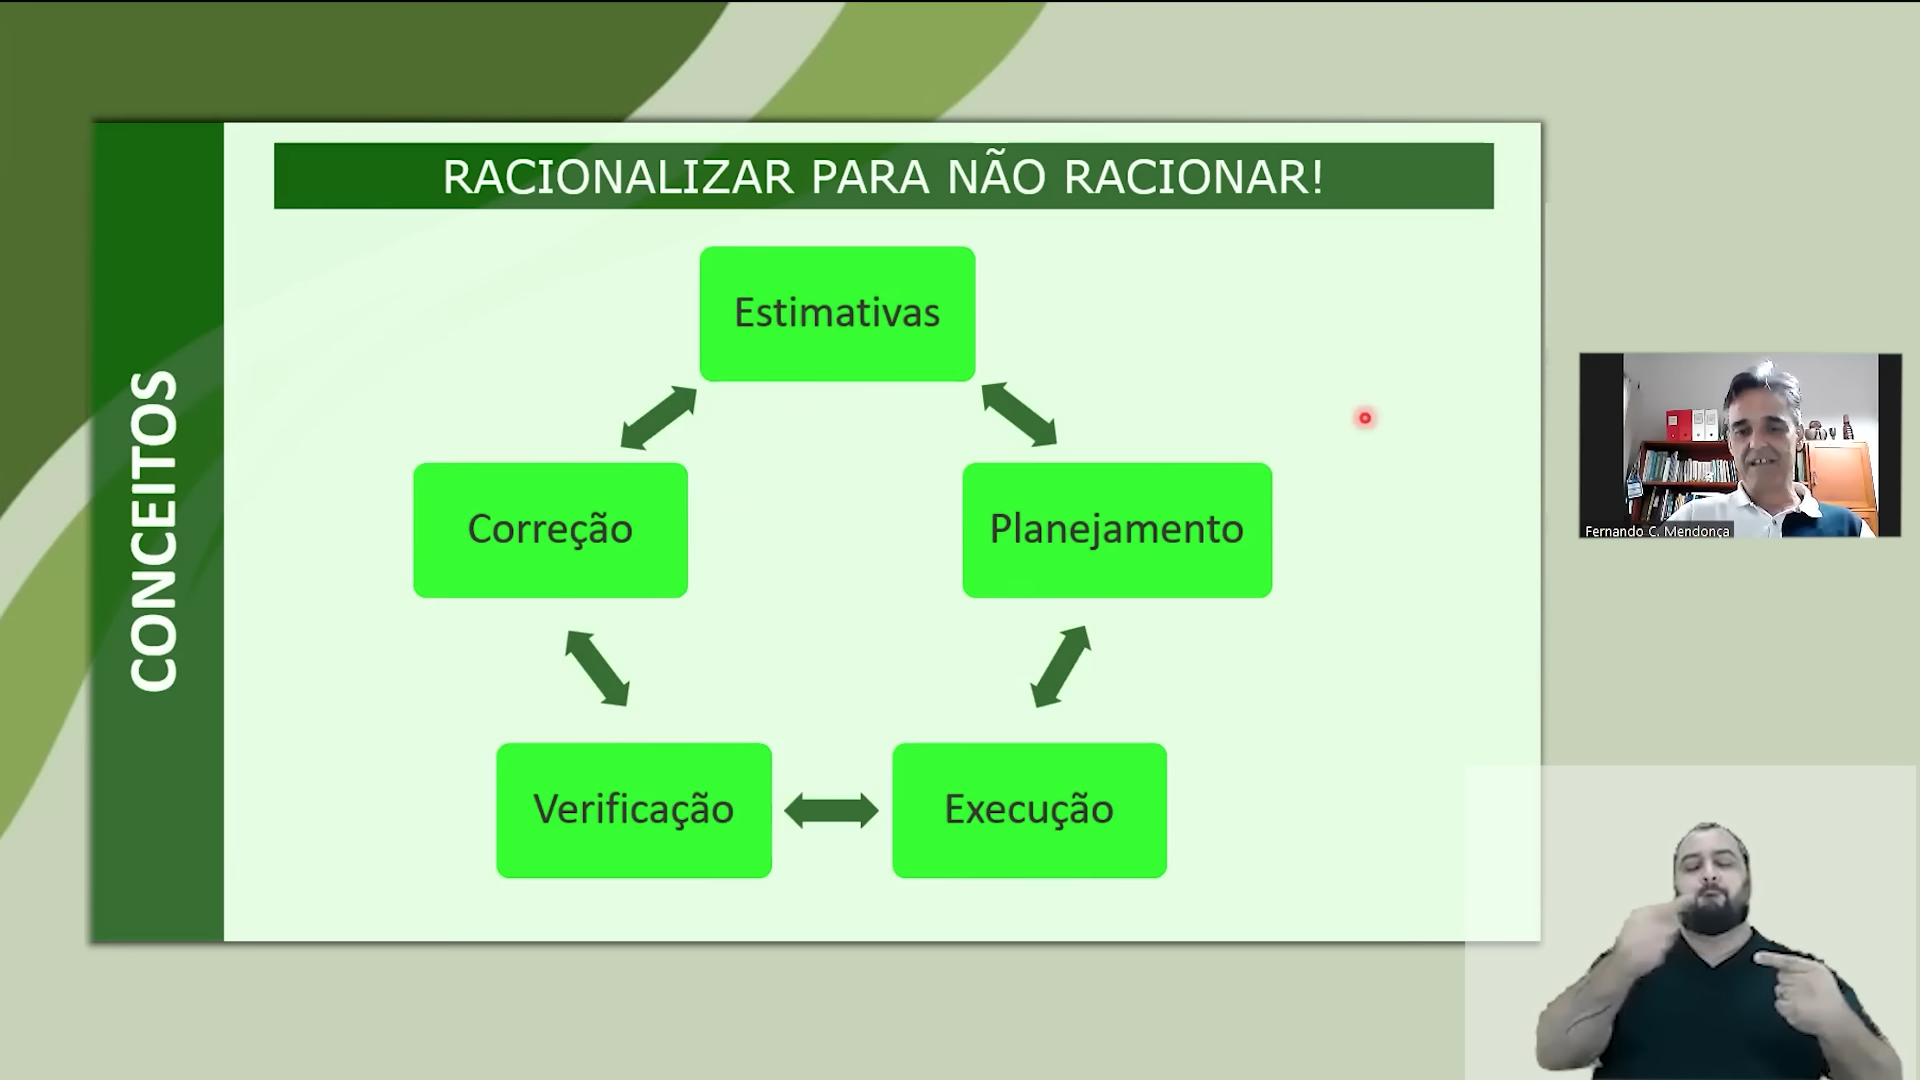 RACIONALIZAR PARA NÃO RACIONAR!
CONCEITOS
Estimativas
Correção
Planejamento
Verificação
Execução
Fernando C. Mendonça